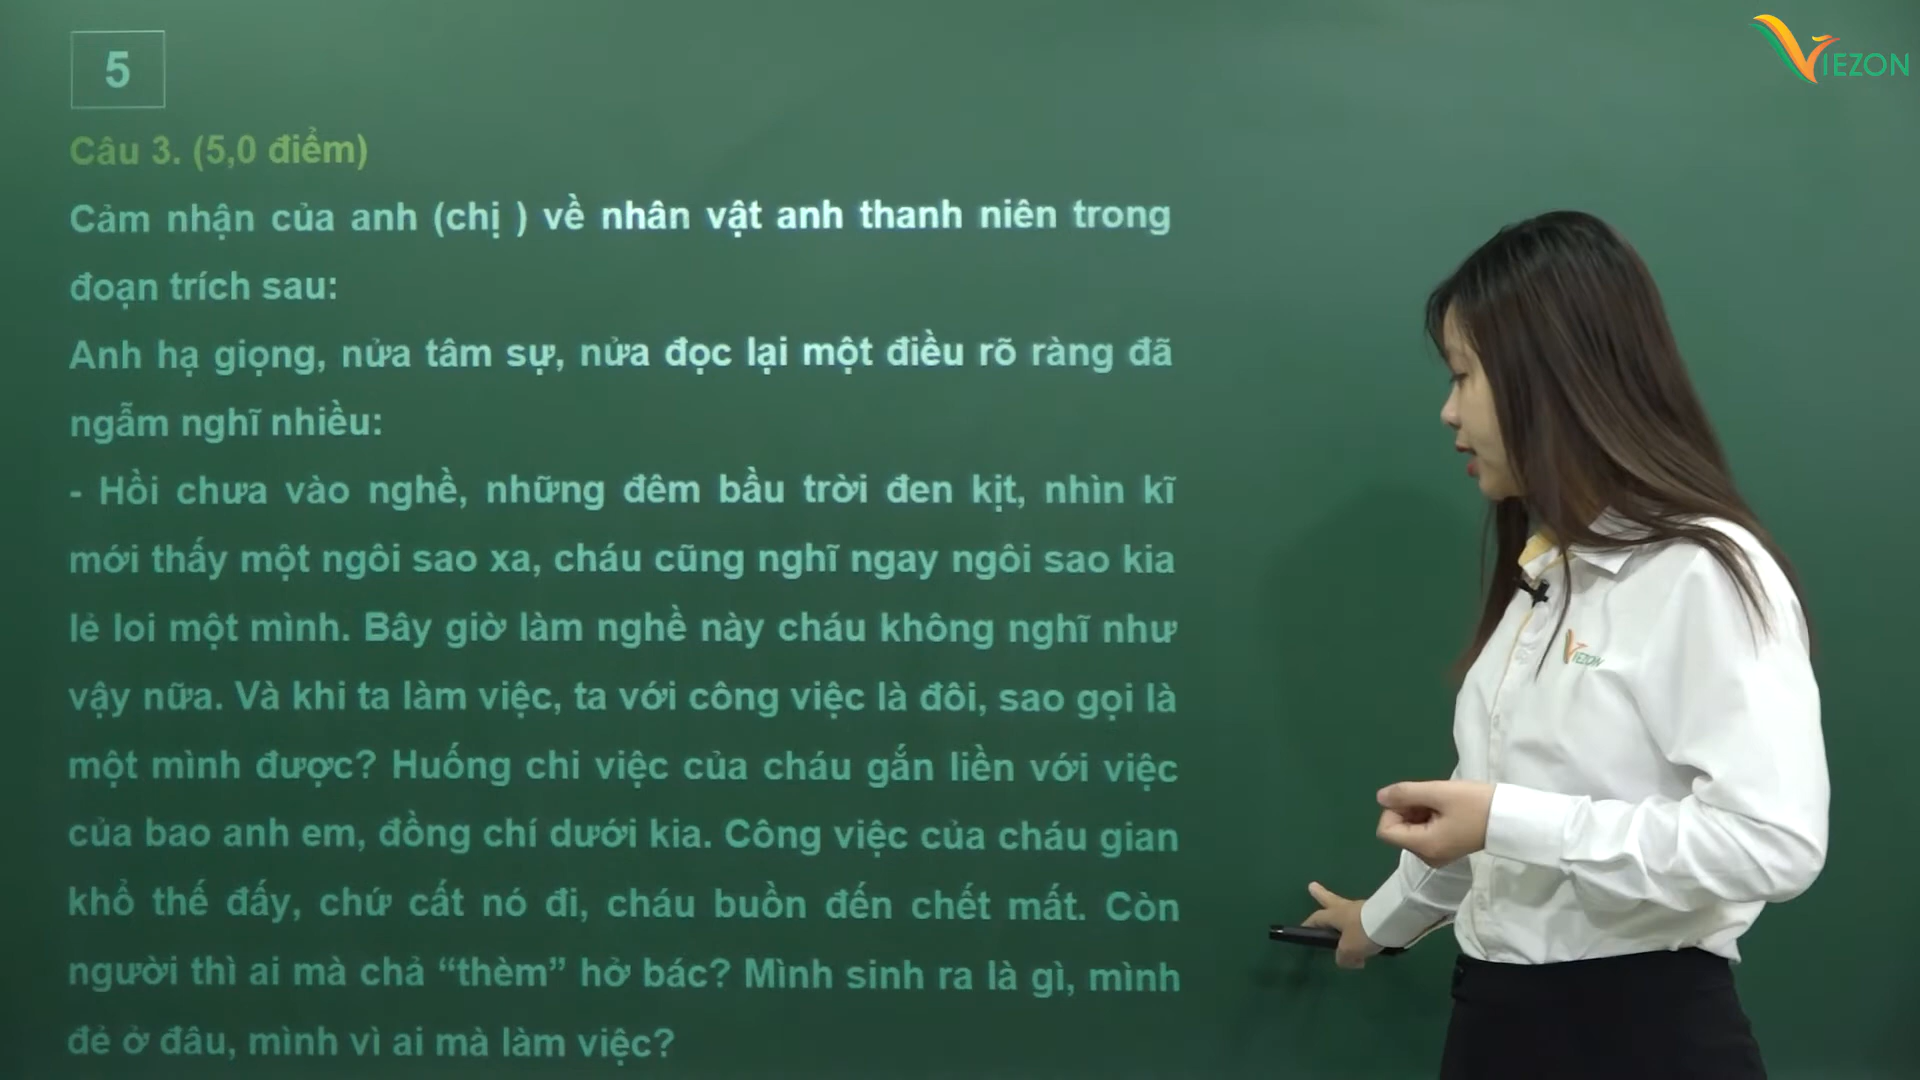 5
VIEZON
Câu 3. (5,0 điểm)
Cảm nhận của anh (chị ) về nhân vật anh thanh niên trong
đoạn trích sau:
Anh hạ giọng, nửa tâm sự, nửa đọc lại một điều rõ ràng đã
ngẫm nghĩ nhiều:
- Hồi chưa vào nghề, những đêm bầu trời đen kịt, nhìn kĩ
mới thấy một ngôi sao xa, cháu cũng nghĩ ngay ngôi sao kia
lẻ loi một mình. Bây giờ làm nghề này cháu không nghĩ như
vậy nữa. Và khi ta làm việc, ta với công việc là đôi, sao gọi là
một mình được? Huống chi việc của cháu gắn liền với việc
của bao anh em, đồng chí dưới kia. Công việc của cháu gian
khổ thế đấy, chứ cất nó đi, cháu buồn đến chết mất. Còn
người thì ai mà chả “thèm” hở bác? Mình sinh ra là gì, mình
đẻ ở đâu, mình vì ai mà làm việc?
VIEZON